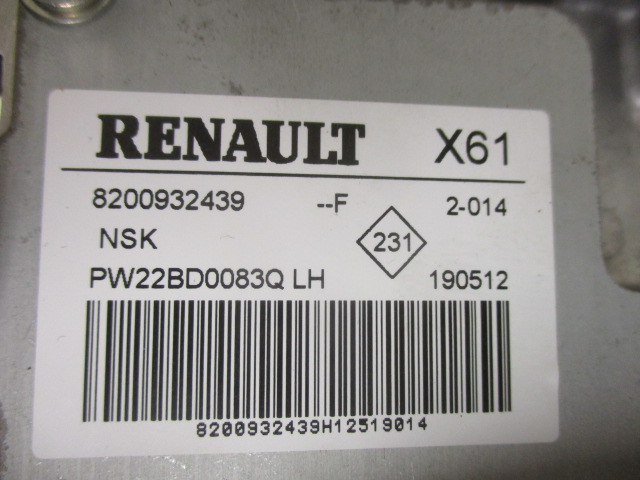 RENAULT X61
8200932439 --F 2-014
NSK 231
PW22BD0083Q LH 190512
8200932439H12519014